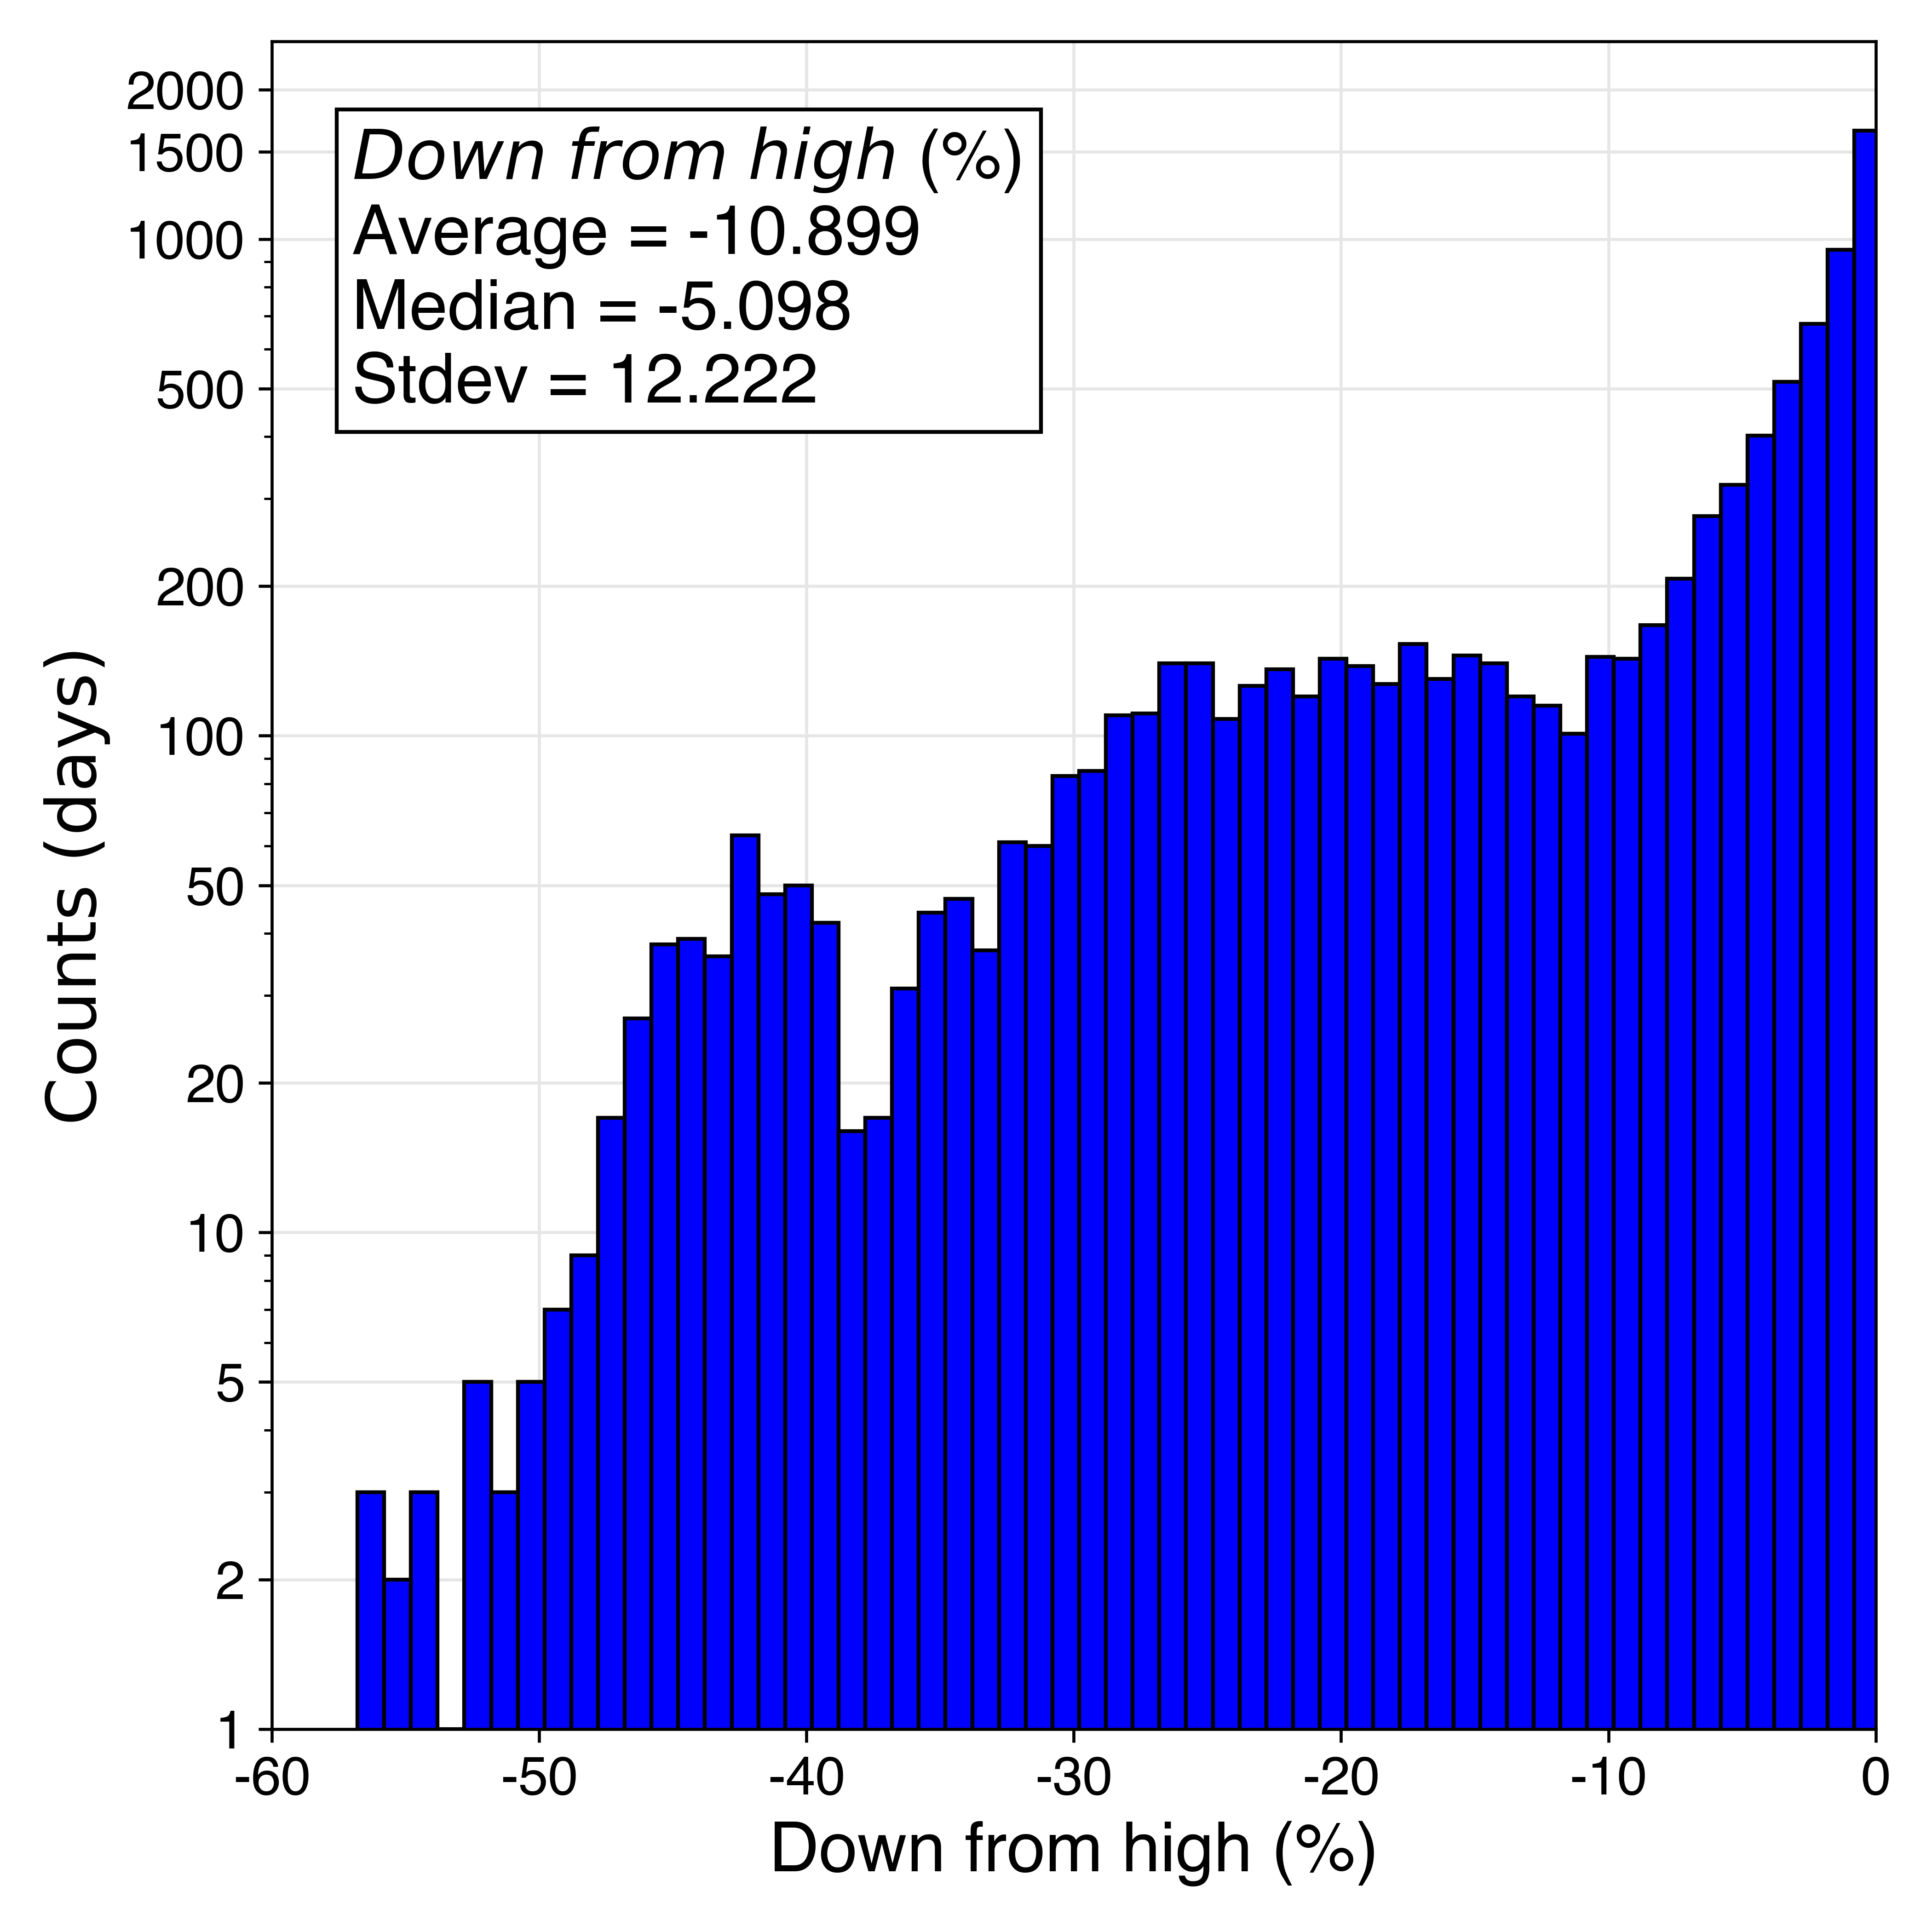 2000
1500
1000
500
200
100
50
20
10
5
2
1
Down from high (%)
Average = -10.899
Median = -5.098
Stdev = 12.222
Counts (days)
-60 -50 -40 -30 -20 -10 0
Down from high (%)